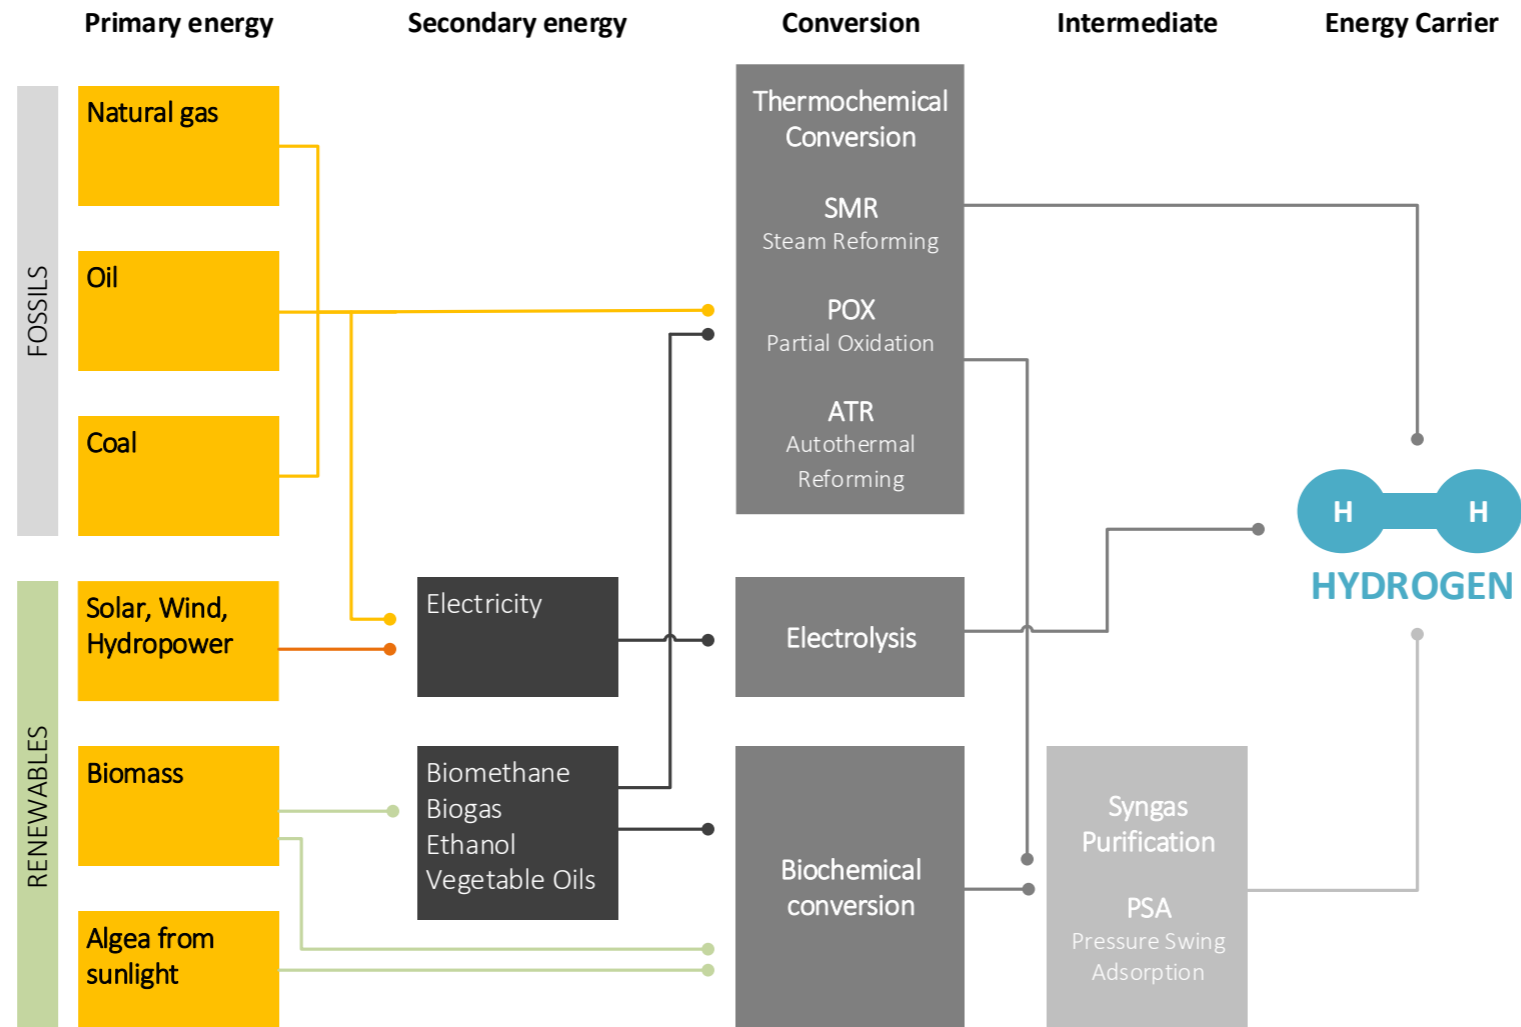 Primary energy
Secondary energy
Conversion
Intermediate
Energy Carrier
FOSSILS
Natural gas
Oil
Coal
RENEWABLES
Solar, Wind,
Hydropower
Biomass
Algea from
sunlight
Electricity
Biomethane
Biogas
Ethanol
Vegetable Oils
Thermochemical
Conversion
SMR
Steam Reforming
POX
Partial Oxidation
ATR
Autothermal
Reforming
Electrolysis
Biochemical
conversion
Syngas
Purification
PSA
Pressure Swing
Adsorption
H H
HYDROGEN